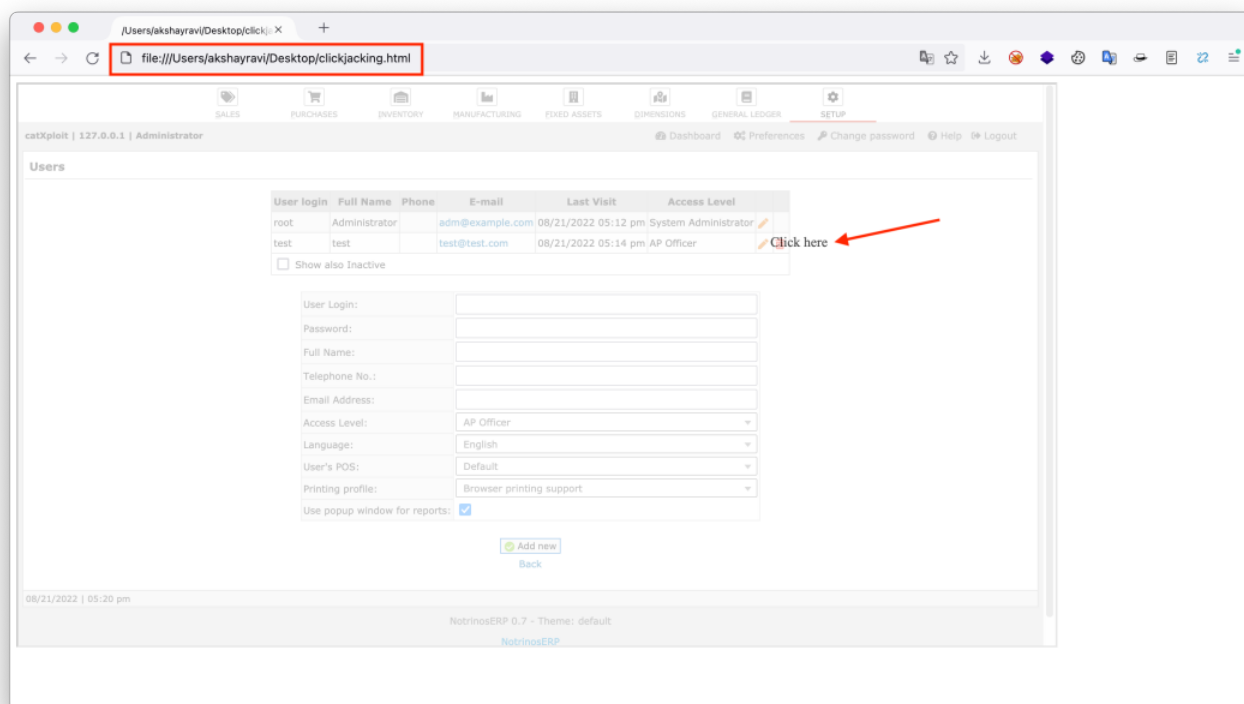 /Users/akshayravi/Desktop/clickja
file:///Users/akshayravi/Desktop/clickjacking.html
SALES PURCHASES INVENTORY MANUFACTURING FIXED ASSETS DIMENSIONS GENERAL LEDGER SETUP
catXploit | 127.0.0.1 | Administrator Dashboard Preferences Change password Help Logout
Users
User login Full Name Phone E-mail Last Visit Access Level
root Administrator adm@example.com 08/21/2022 05:12 pm System Administrator
test test test@test.com 08/21/2022 05:14 pm AP Officer Click here
Show also Inactive
User Login:
Password:
Full Name:
Telephone No.:
Email Address:
Access Level: AP Officer
Language: English
User's POS: Default
Printing profile: Browser printing support
Use popup window for reports:
Add new
Back
08/21/2022 | 05:20 pm
NotrinosERP 0.7 - Theme: default
NotrinosERP